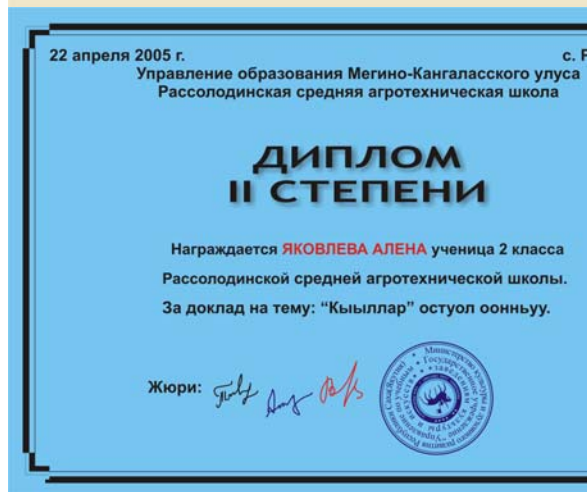 22 апреля 2005 г. с.
Управление образования Мегино-Кангаласского улуса
Рассолодинская средняя агротехническая школа
ДИПЛОМ
II СТЕПЕНИ
Награждается ЯКОВЛЕВА АЛЕНА ученица 2 класса
Рассолодинской средней агротехнической школы.
За доклад на тему: “Кыыллар” остуол оонньуу.
Жюри: